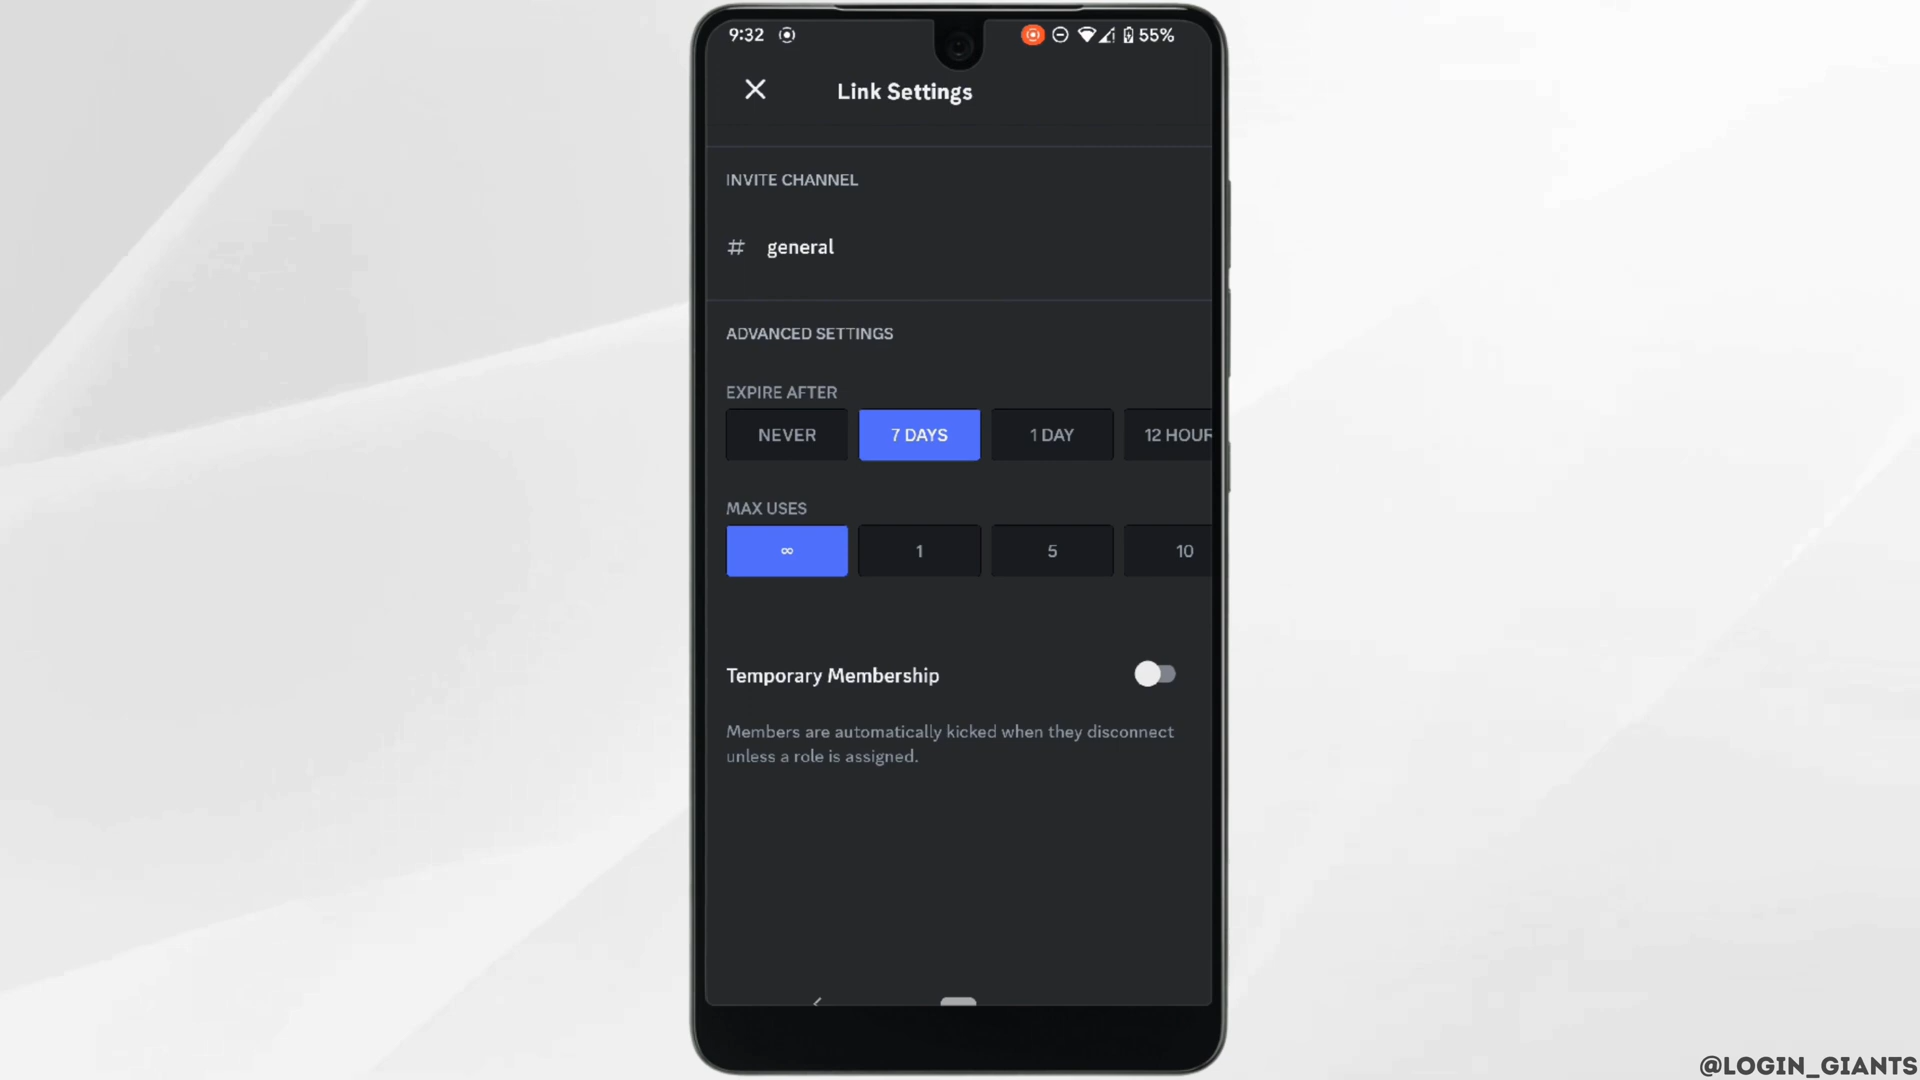 9:32
55%
Link Settings
INVITE CHANNEL
# general
ADVANCED SETTINGS
EXPIRE AFTER
NEVER 7 DAYS 1 DAY 12 HOUR
MAX USES
∞ 1 5 10
Temporary Membership
Members are automatically kicked when they disconnect
unless a role is assigned.
@LOGIN_GIANTS